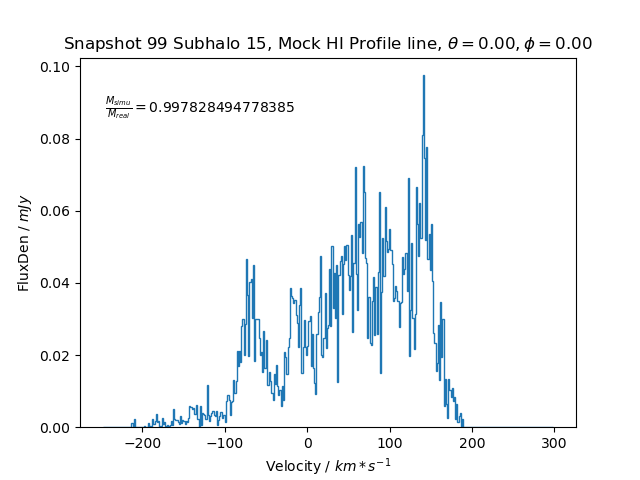 Snapshot 99 Subhalo 15, Mock HI Profile line, θ = 0.00, ϕ = 0.00
M_simu/M_real = 0.997828494778385
FluxDen / mJy
0.10
0.08
0.06
0.04
0.02
0.00
−200 −100 0 100 200 300
Velocity / km * s⁻¹